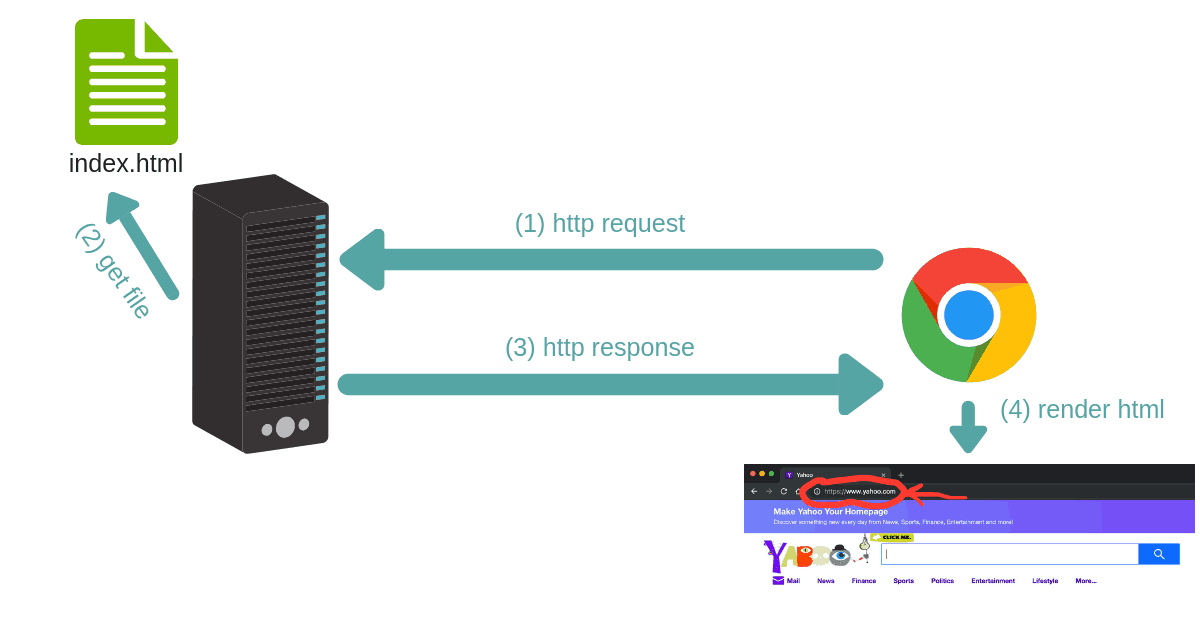 index.html
(1) http request
(2) get file
(3) http response
(4) render html
Yahoo
https://www.yahoo.com
Make Yahoo Your Homepage
Discover something new every day from News, Sports, Finance, Entertainment and more!
CLICK ME.
YABOO
Mail News Finance Sports Politics Entertainment Lifestyle More...